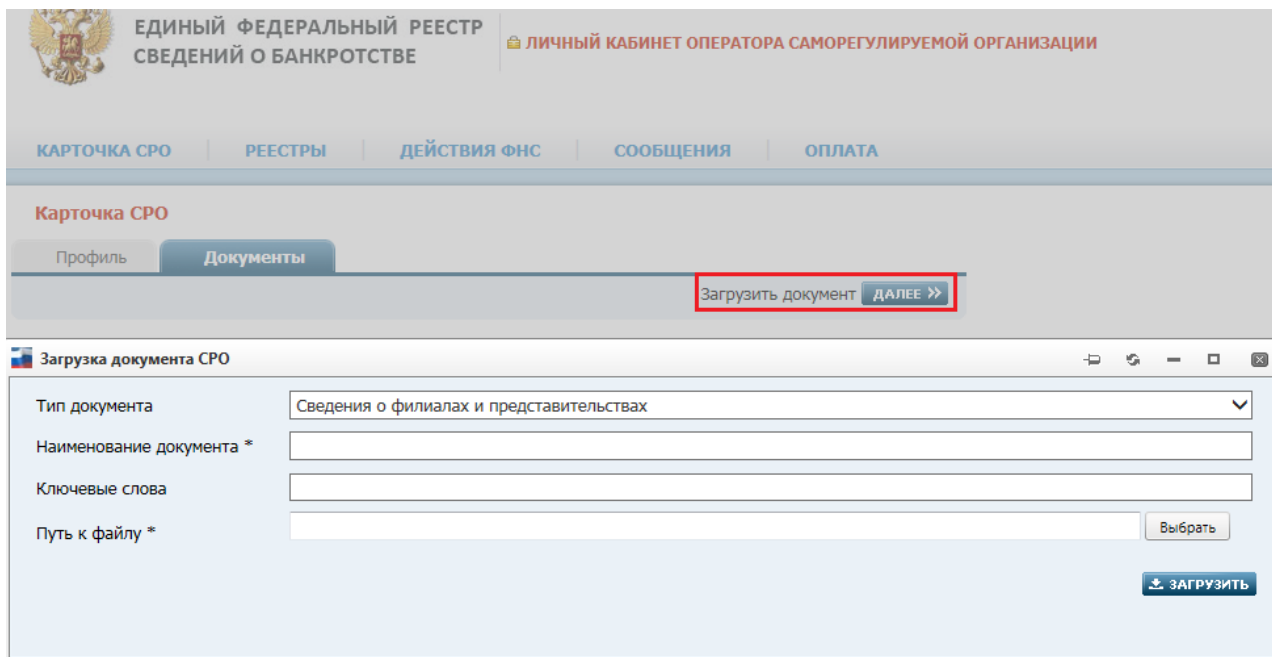 ЕДИНЫЙ ФЕДЕРАЛЬНЫЙ РЕЕСТР
СВЕДЕНИЙ О БАНКРОТСТВЕ
ЛИЧНЫЙ КАБИНЕТ ОПЕРАТОРА САМОРЕГУЛИРУЕМОЙ ОРГАНИЗАЦИИ
КАРТОЧКА СРО РЕЕСТРЫ ДЕЙСТВИЯ ФНС СООБЩЕНИЯ ОПЛАТА
Карточка СРО
Профиль Документы
Загрузить документ ДАЛЕЕ
Загрузка документа СРО
Тип документа Сведения о филиалах и представительствах
Наименование документа *
Ключевые слова
Путь к файлу * Выбрать
ЗАГРУЗИТЬ